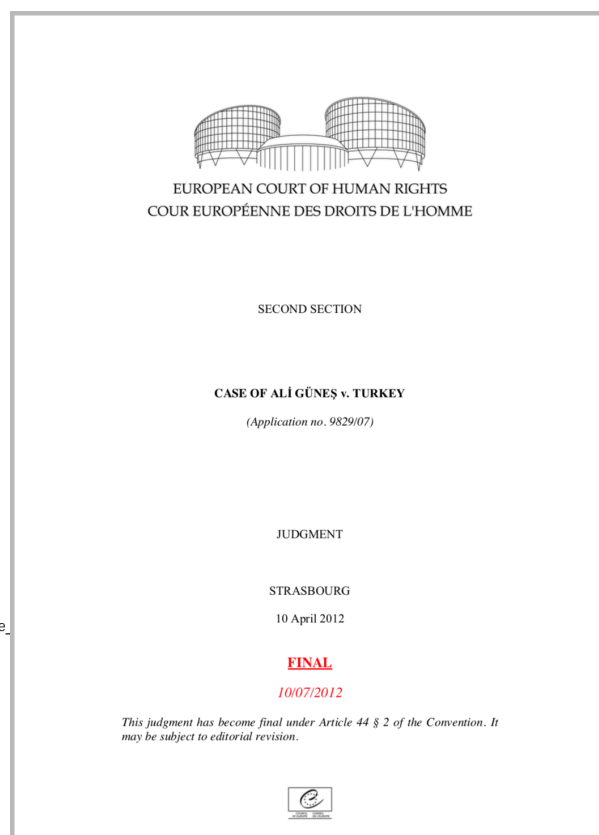 EUROPEAN COURT OF HUMAN RIGHTS
COUR EUROPÉENNE DES DROITS DE L'HOMME
SECOND SECTION
CASE OF ALİ GÜNEŞ v. TURKEY
(Application no. 9829/07)
JUDGMENT
STRASBOURG
10 April 2012
e_
FINAL
10/07/2012
This judgment has become final under Article 44 § 2 of the Convention. It
may be subject to editorial revision.